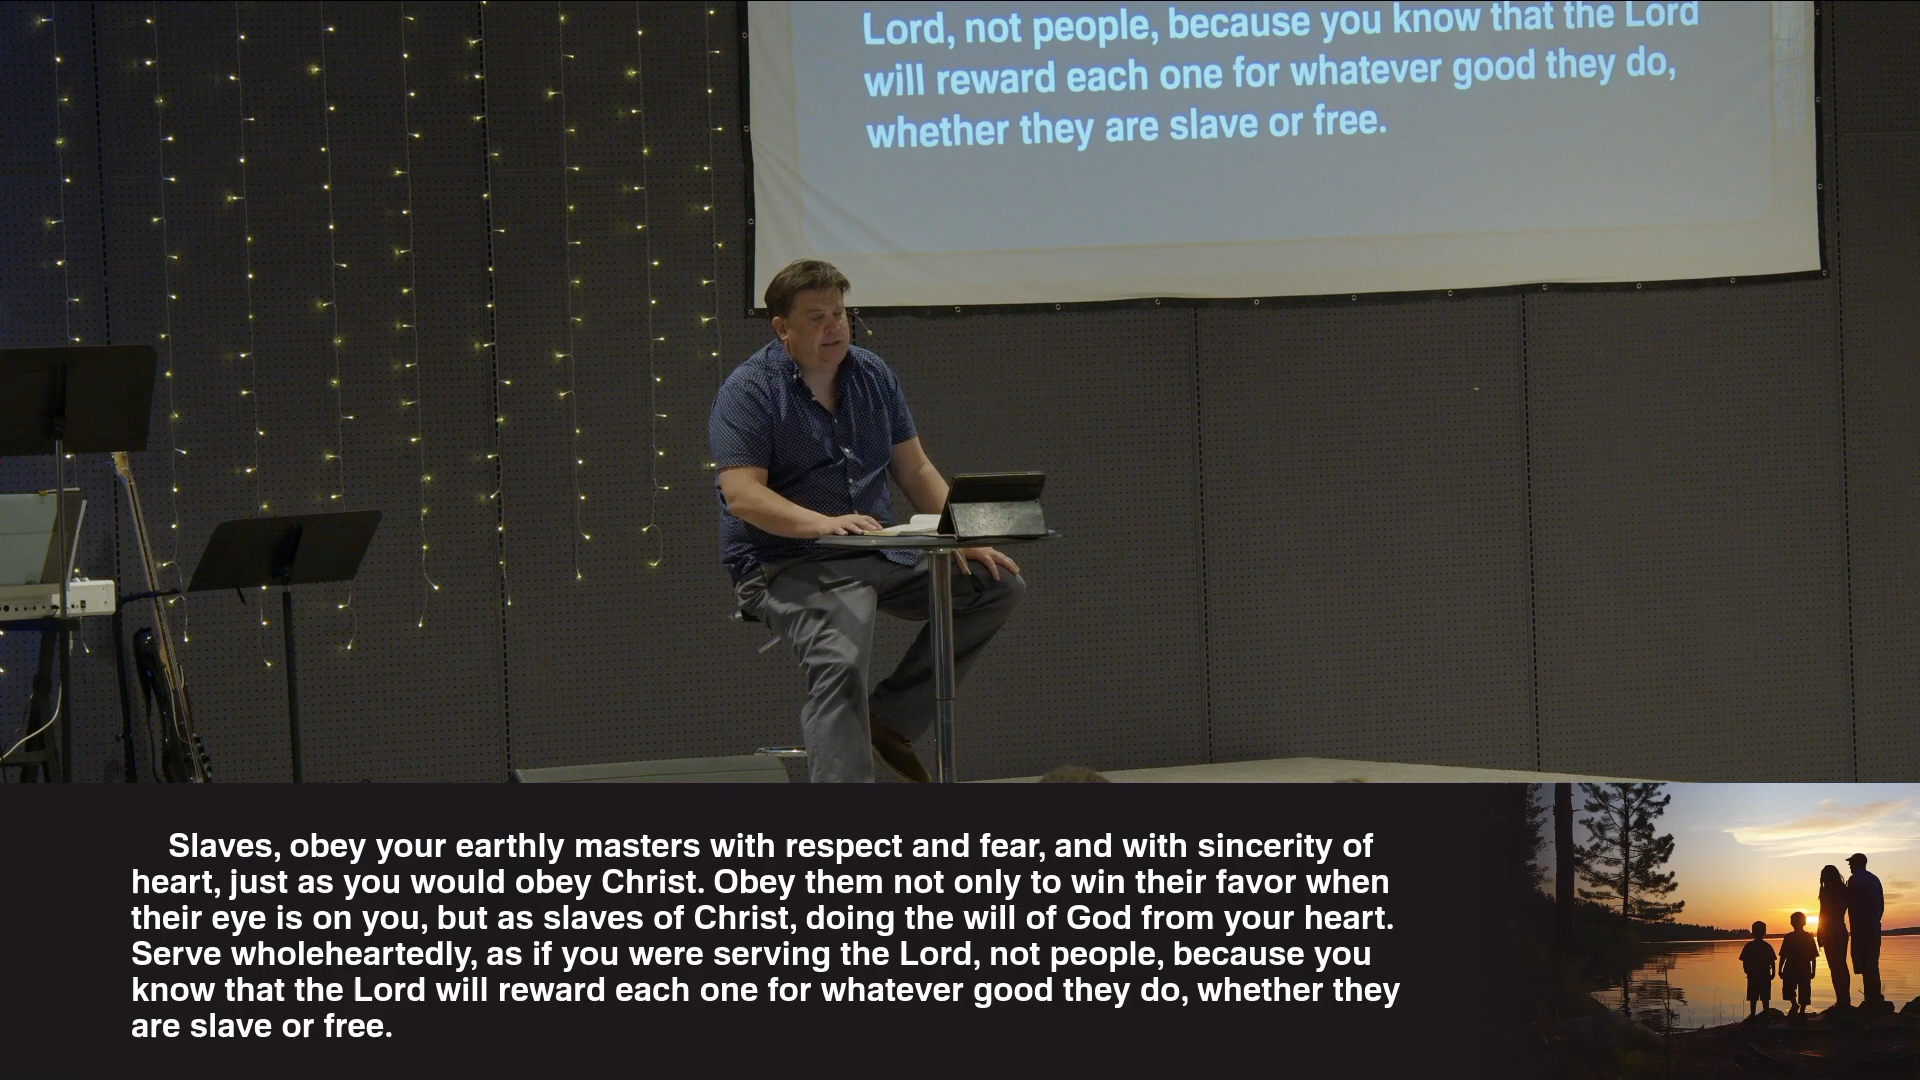 Lord, not people, because you know that the Lord
will reward each one for whatever good they do,
whether they are slave or free.
Slaves, obey your earthly masters with respect and fear, and with sincerity of
heart, just as you would obey Christ. Obey them not only to win their favor when
their eye is on you, but as slaves of Christ, doing the will of God from your heart.
Serve wholeheartedly, as if you were serving the Lord, not people, because you
know that the Lord will reward each one for whatever good they do, whether they
are slave or free.